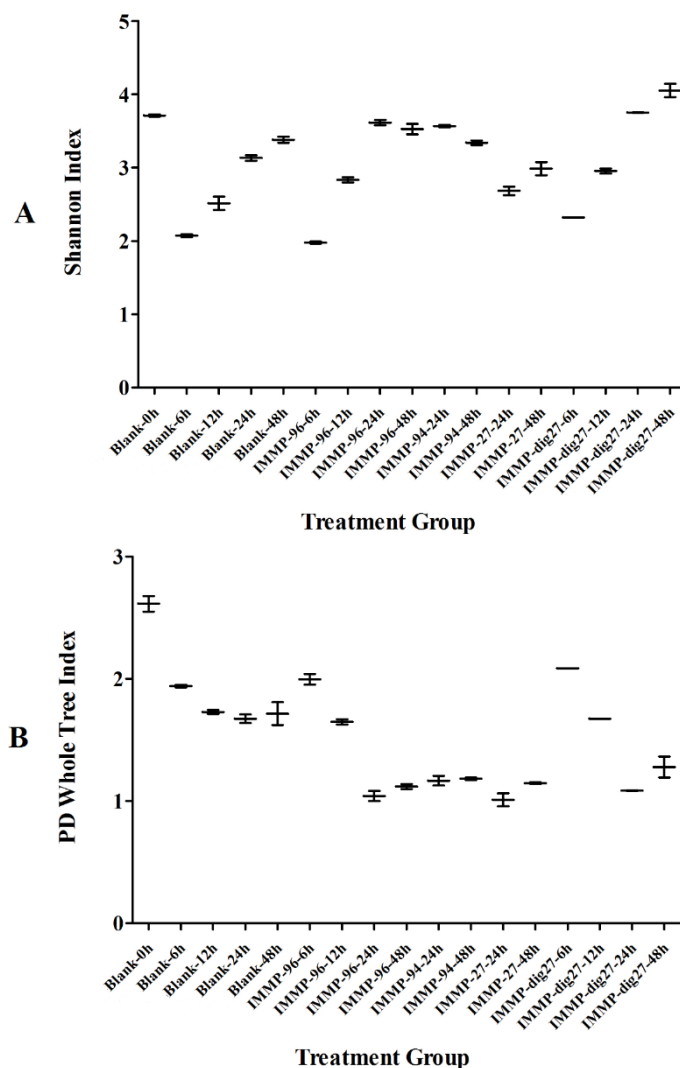 A
Shannon Index
5
4
3
2
1
0
Blank-0h
Blank-6h
Blank-12h
Blank-24h
Blank-48h
IMMP-96-6h
IMMP-96-12h
IMMP-96-24h
IMMP-96-48h
IMMP-94-24h
IMMP-94-48h
IMMP-27-24h
IMMP-27-48h
IMMP-dig27-6h
IMMP-dig27-12h
IMMP-dig27-24h
IMMP-dig27-48h
Treatment Group
B
PD Whole Tree Index
3
2
1
0
Blank-0h
Blank-6h
Blank-12h
Blank-24h
Blank-48h
IMMP-96-6h
IMMP-96-12h
IMMP-96-24h
IMMP-96-48h
IMMP-94-24h
IMMP-94-48h
IMMP-27-24h
IMMP-27-48h
IMMP-dig27-6h
IMMP-dig27-12h
IMMP-dig27-24h
IMMP-dig27-48h
Treatment Group